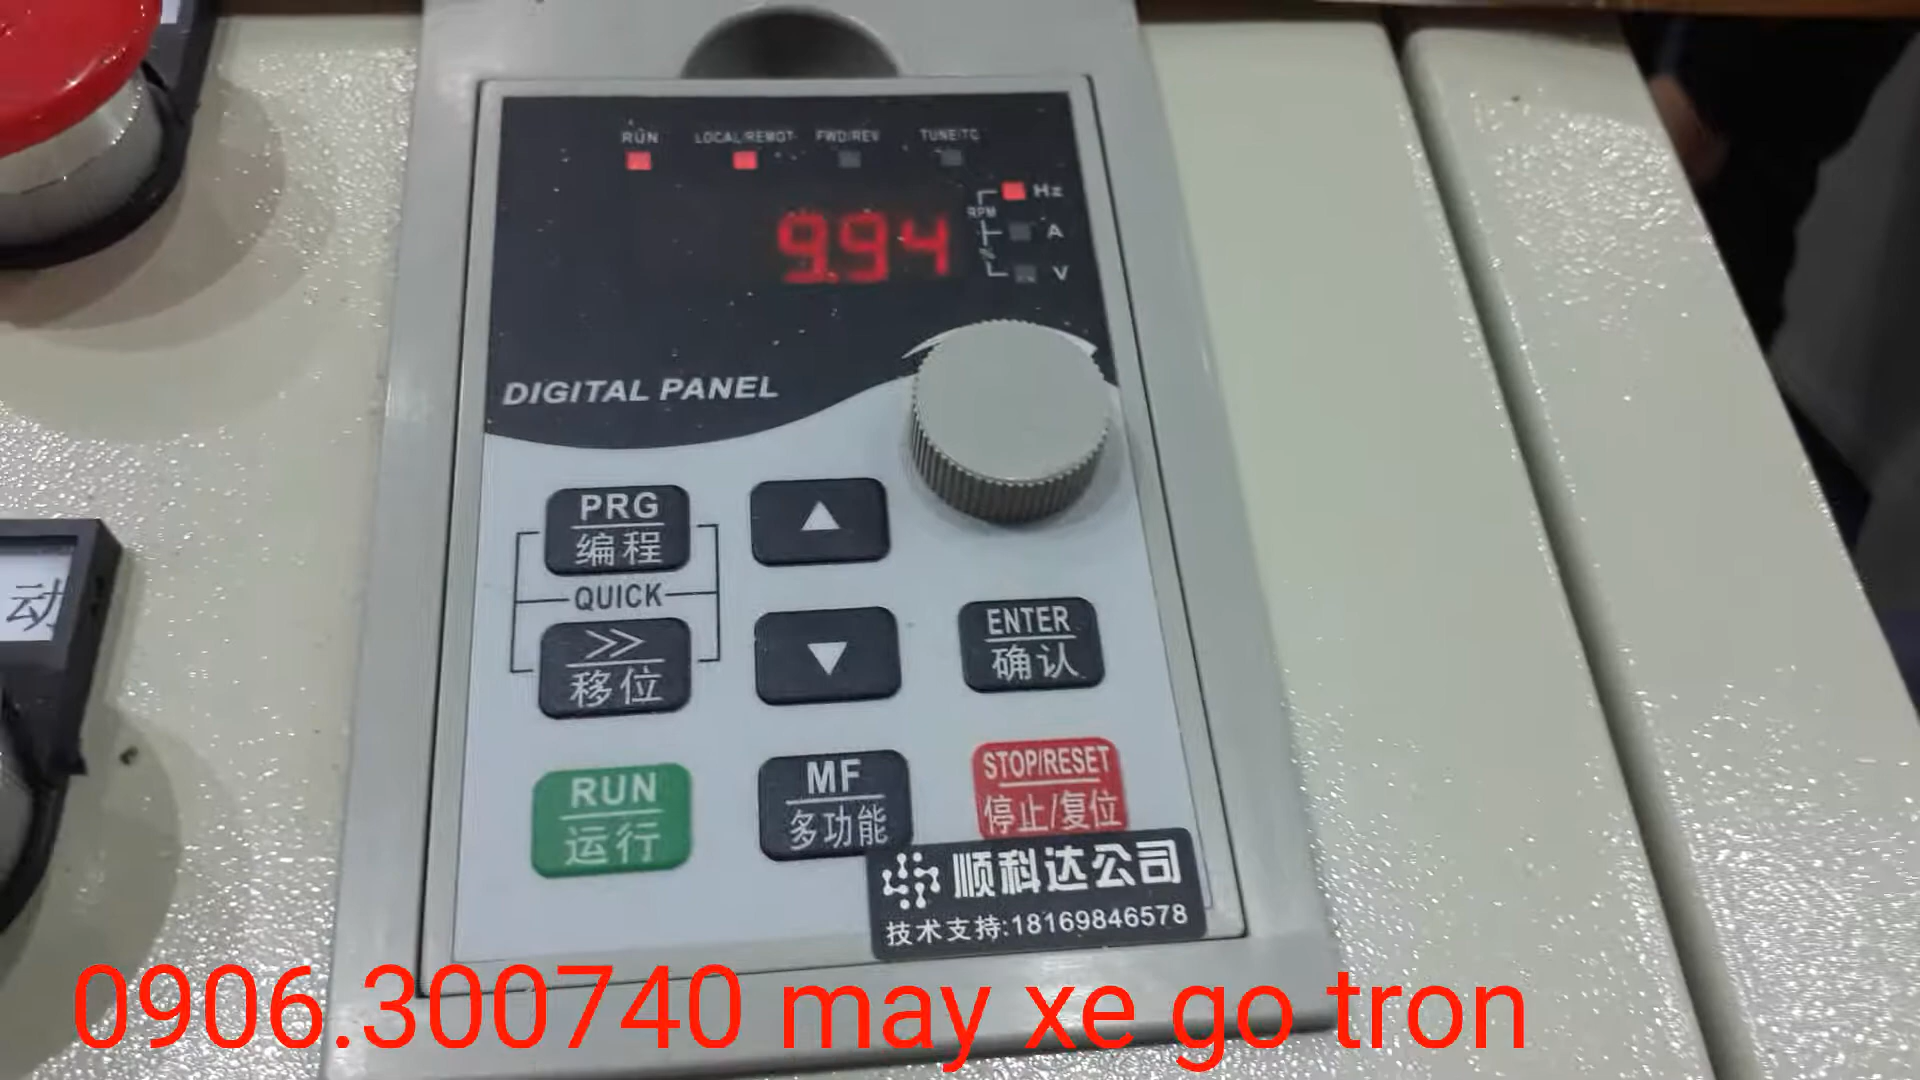 RUN LOCAL/REMOT FWD/REV TUNE/TC
Hz
RPM
A
%
V
9.94
DIGITAL PANEL
PRG
编程
QUICK
>>
移位
ENTER
确认
RUN
运行
MF
多功能
STOP/RESET
停止/复位
顺科达公司
技术支持:18169846578
动
0906.300740 may xe go tron